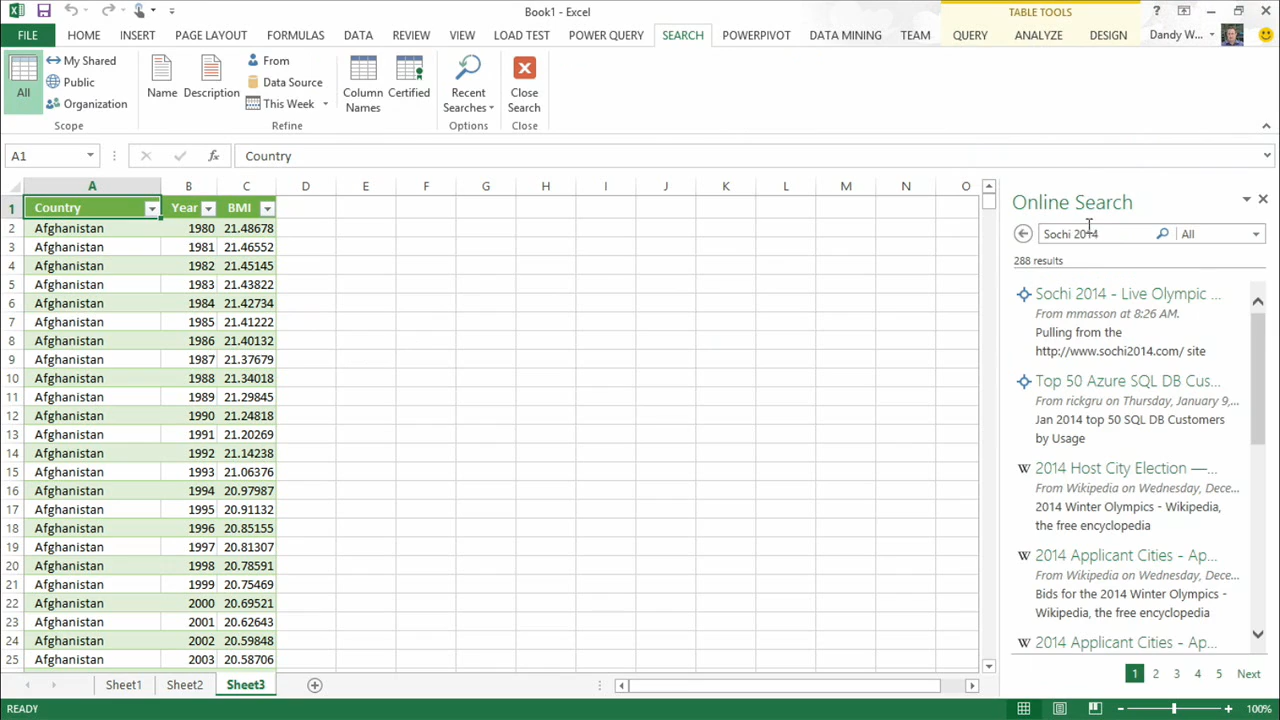 Book1 - Excel
TABLE TOOLS
FILE HOME INSERT PAGE LAYOUT FORMULAS DATA REVIEW VIEW LOAD TEST POWER QUERY SEARCH POWERPIVOT DATA MINING TEAM QUERY ANALYZE DESIGN Dandy W...
All
My Shared
Public
Organization
Scope
Name
Description
From
Data Source
This Week
Refine
Column Names
Certified
Recent Searches
Options
Close Search
Close
A1 fx Country
A B C D E F G H I J K L M N O
1 Country Year BMI
2 Afghanistan 1980 21.48678
3 Afghanistan 1981 21.46552
4 Afghanistan 1982 21.45145
5 Afghanistan 1983 21.43822
6 Afghanistan 1984 21.42734
7 Afghanistan 1985 21.41222
8 Afghanistan 1986 21.40132
9 Afghanistan 1987 21.37679
10 Afghanistan 1988 21.34018
11 Afghanistan 1989 21.29845
12 Afghanistan 1990 21.24818
13 Afghanistan 1991 21.20269
14 Afghanistan 1992 21.14238
15 Afghanistan 1993 21.06376
16 Afghanistan 1994 20.97987
17 Afghanistan 1995 20.91132
18 Afghanistan 1996 20.85155
19 Afghanistan 1997 20.81307
20 Afghanistan 1998 20.78591
21 Afghanistan 1999 20.75469
22 Afghanistan 2000 20.69521
23 Afghanistan 2001 20.62643
24 Afghanistan 2002 20.59848
25 Afghanistan 2003 20.58706
Online Search
Sochi 2014 All
288 results
Sochi 2014 - Live Olympic ...
From mmasson at 8:26 AM.
Pulling from the
http://www.sochi2014.com/ site
Top 50 Azure SQL DB Cus...
From rickgru on Thursday, January 9,...
Jan 2014 top 50 SQL DB Customers
by Usage
W 2014 Host City Election —...
From Wikipedia on Wednesday, Dece...
2014 Winter Olympics - Wikipedia,
the free encyclopedia
W 2014 Applicant Cities - Ap...
From Wikipedia on Wednesday, Dece...
Bids for the 2014 Winter Olympics -
Wikipedia, the free encyclopedia
W 2014 Applicant Cities - Ap...
1 2 3 4 5 Next
Sheet1 Sheet2 Sheet3
READY 100%